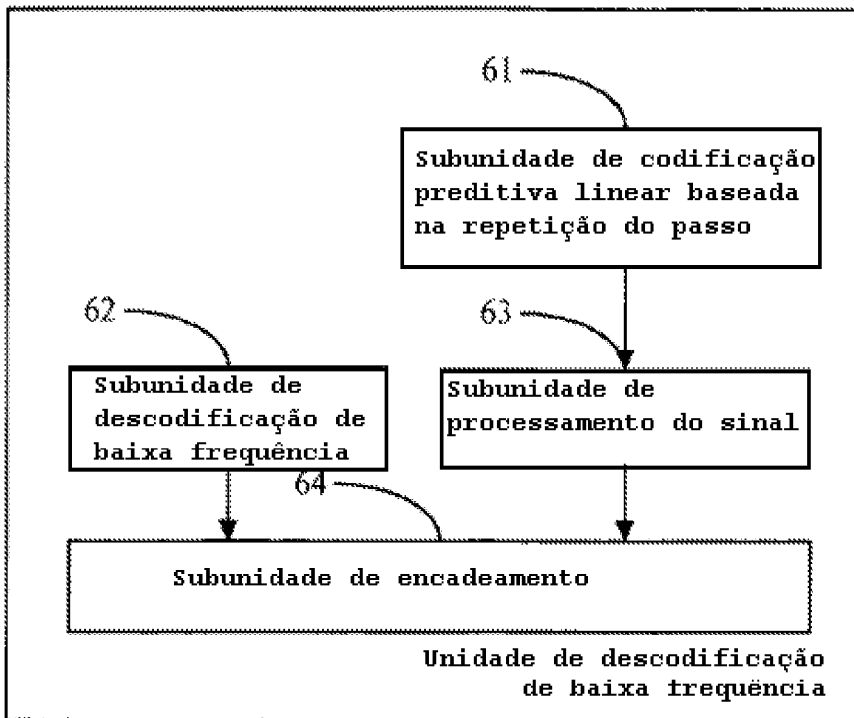 61
Subunidade de codificação
preditiva linear baseada
na repetição do passo
62
63
Subunidade de
descodificação de
baixa frequência
Subunidade de
processamento do sinal
64
Subunidade de encadeamento
Unidade de descodificação
de baixa frequência